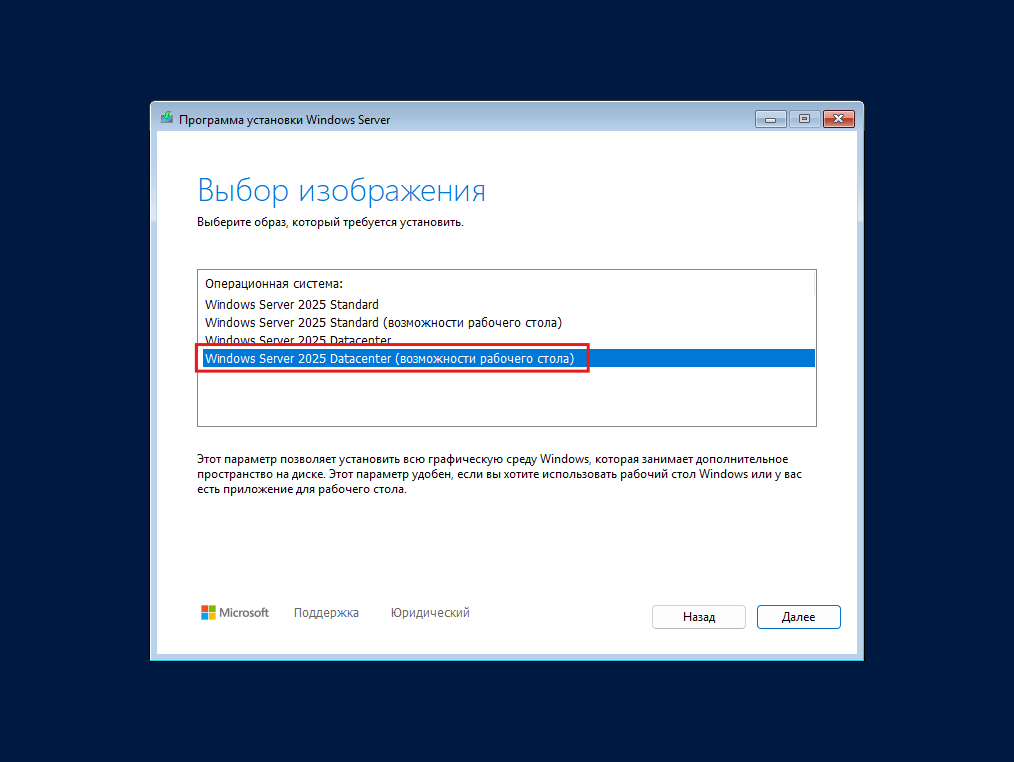 Программа установки Windows Server
Выбор изображения
Выберите образ, который требуется установить.
Операционная система:
Windows Server 2025 Standard
Windows Server 2025 Standard (возможности рабочего стола)
Windows Server 2025 Datacenter
Windows Server 2025 Datacenter (возможности рабочего стола)
Этот параметр позволяет установить всю графическую среду Windows, которая занимает дополнительное
пространство на диске. Этот параметр удобен, если вы хотите использовать рабочий стол Windows или у вас
есть приложение для рабочего стола.
Microsoft Поддержка Юридический Назад Далее